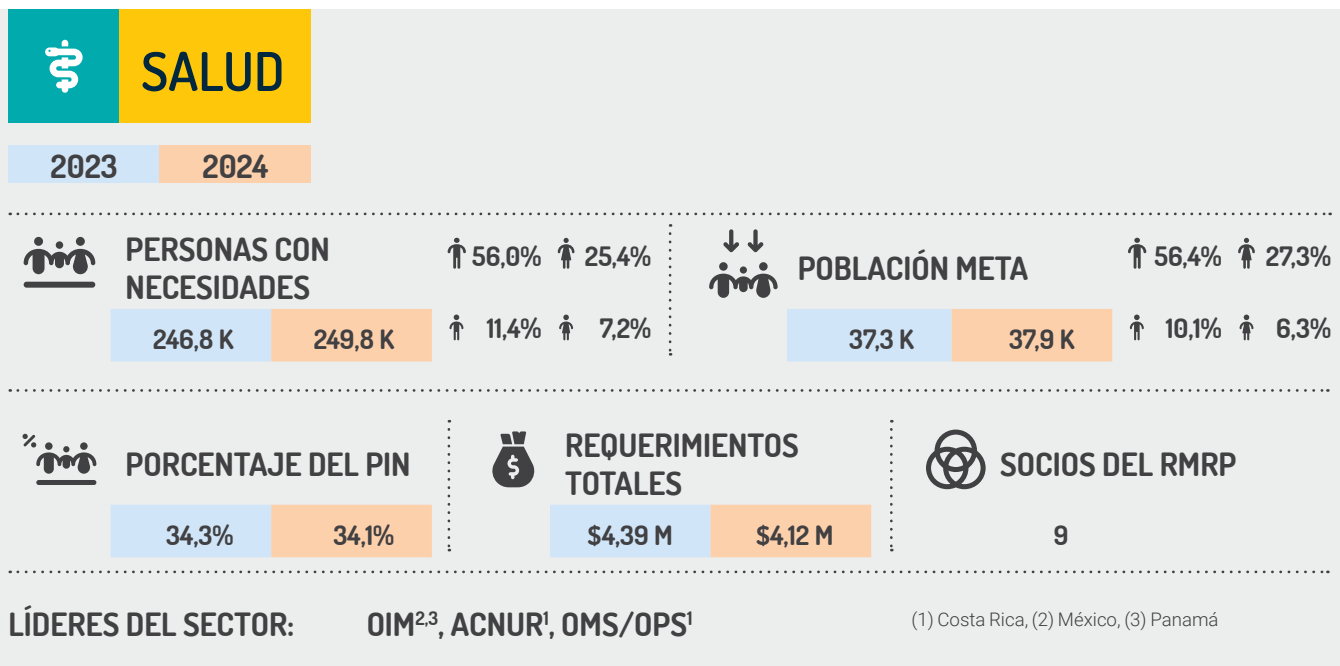 SALUD
2023 2024
PERSONAS CON
NECESIDADES
246,8 K 249,8 K
56,0% 25,4%
11,4% 7,2%
POBLACIÓN META
37,3 K 37,9 K
56,4% 27,3%
10,1% 6,3%
% PORCENTAJE DEL PIN
34,3% 34,1%
$ REQUERIMIENTOS
TOTALES
$4,39 M $4,12 M
SOCIOS DEL RMRP
9
LÍDERES DEL SECTOR: OIM²,³, ACNUR¹, OMS/OPS¹
(1) Costa Rica, (2) México, (3) Panamá